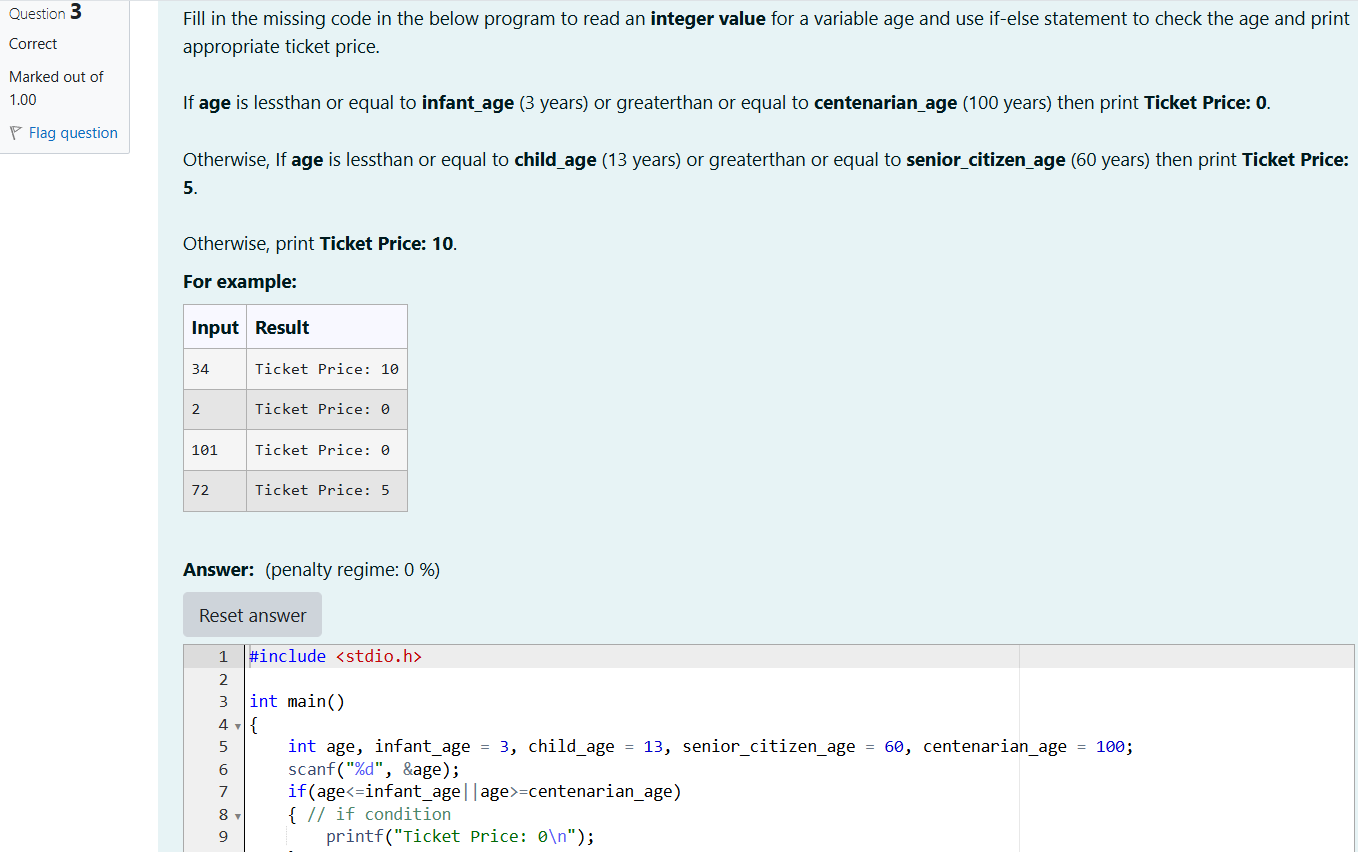 Question 3
Correct
Marked out of
1.00
Flag question
Fill in the missing code in the below program to read an integer value for a variable age and use if-else statement to check the age and print
appropriate ticket price.
If age is lessthan or equal to infant_age (3 years) or greaterthan or equal to centenarian_age (100 years) then print Ticket Price: 0.
Otherwise, If age is lessthan or equal to child_age (13 years) or greaterthan or equal to senior_citizen_age (60 years) then print Ticket Price:
5.
Otherwise, print Ticket Price: 10.
For example:
Input Result
34 Ticket Price: 10
2 Ticket Price: 0
101 Ticket Price: 0
72 Ticket Price: 5
Answer: (penalty regime: 0 %)
Reset answer
1 #include <stdio.h>
2
3 int main()
4 {
5 int age, infant_age = 3, child_age = 13, senior_citizen_age = 60, centenarian_age = 100;
6 scanf("%d", &age);
7 if(age<=infant_age||age>=centenarian_age)
8 { // if condition
9 printf("Ticket Price: 0\n");